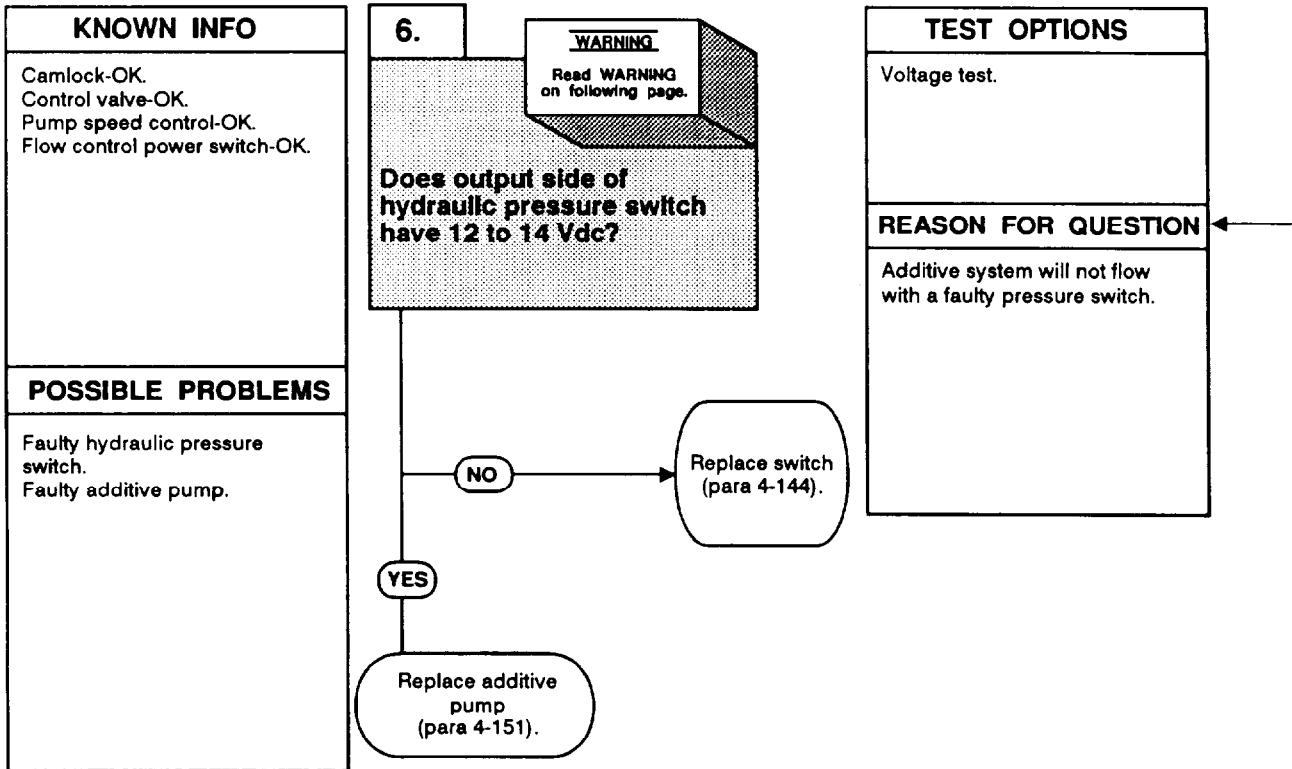 KNOWN INFO
Camlock-OK.
Control valve-OK.
Pump speed control-OK.
Flow control power switch-OK.
POSSIBLE PROBLEMS
Faulty hydraulic pressure
switch.
Faulty additive pump.
6.
WARNING
Read WARNING
on following page.
Does output side of
hydraulic pressure switch
have 12 to 14 Vdc?
NO
Replace switch
(para 4-144).
YES
Replace additive
pump
(para 4-151).
TEST OPTIONS
Voltage test.
REASON FOR QUESTION
Additive system will not flow
with a faulty pressure switch.